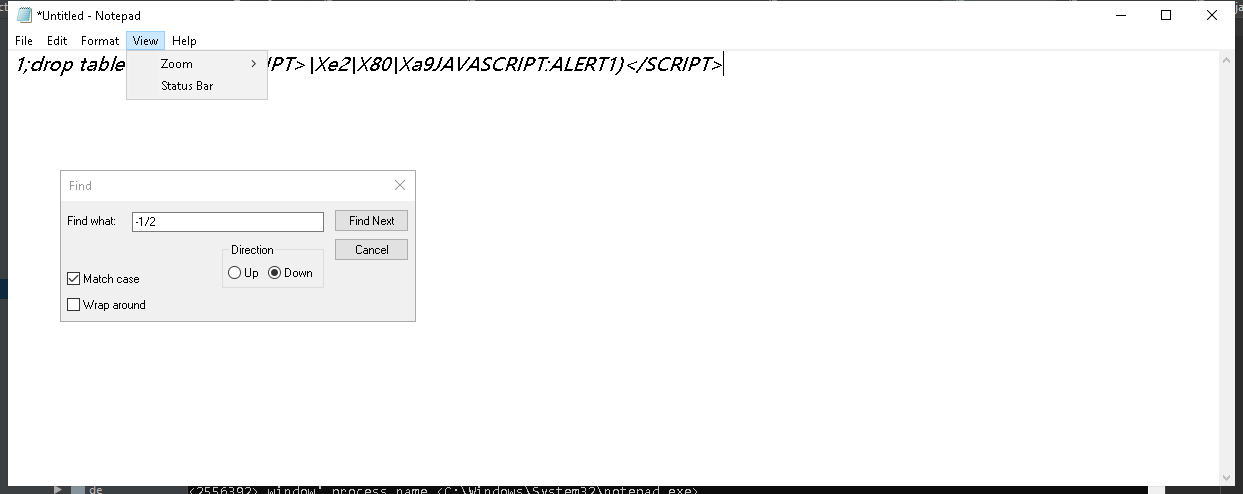 *Untitled - Notepad
File Edit Format View Help
1;drop table IPT>|Xe2|X80|Xa9JAVASCRIPT:ALERT1)</SCRIPT>
Zoom >
Status Bar
Find
Find what: -1/2 Find Next
Direction Cancel
Up Down
Match case
Wrap around
de <2556392> window' process name <C:\Windows\System32\notepad.exe>